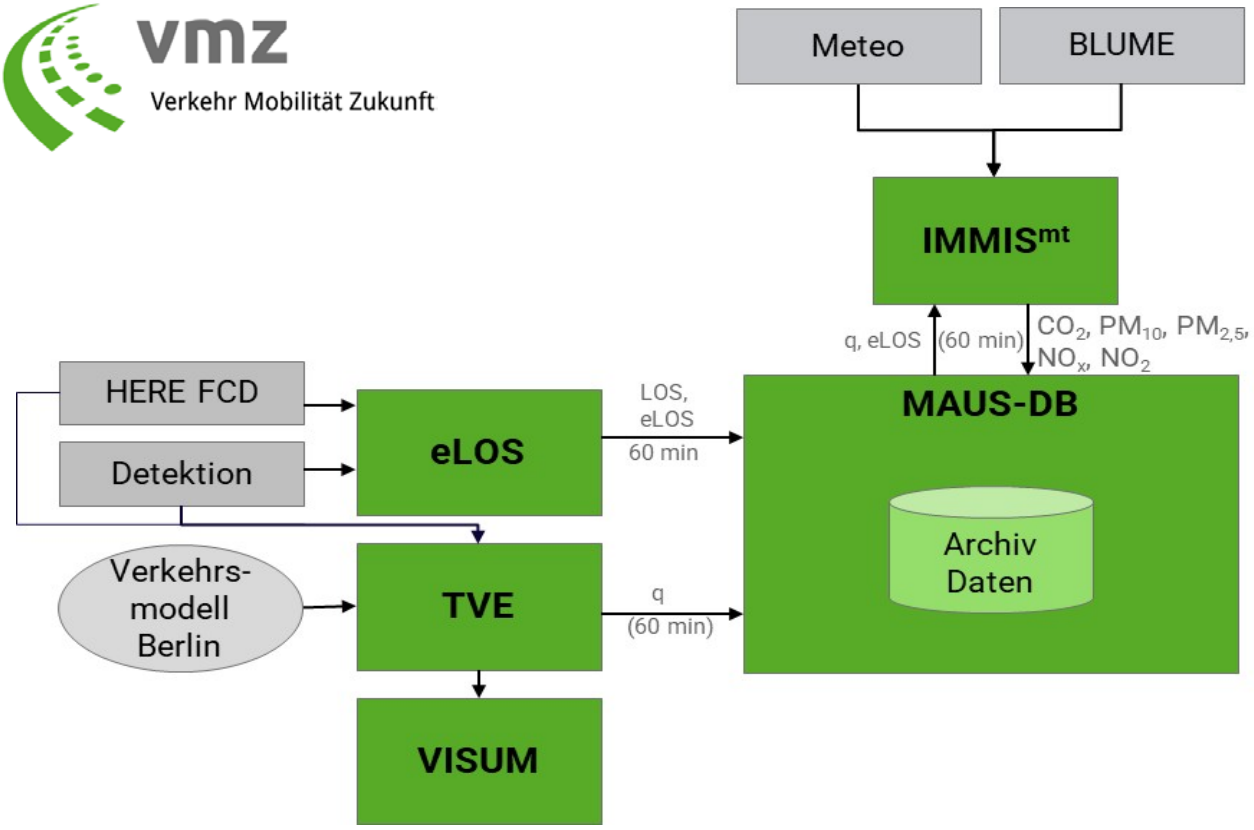 vmz
Verkehr Mobilität Zukunft
Meteo
BLUME
IMMISᵐᵗ
q, eLOS
(60 min)
CO₂, PM₁₀, PM₂,₅,
NOₓ, NO₂
HERE FCD
Detektion
eLOS
LOS,
eLOS
60 min
MAUS-DB
Archiv
Daten
Verkehrs-
modell
Berlin
TVE
q
(60 min)
VISUM